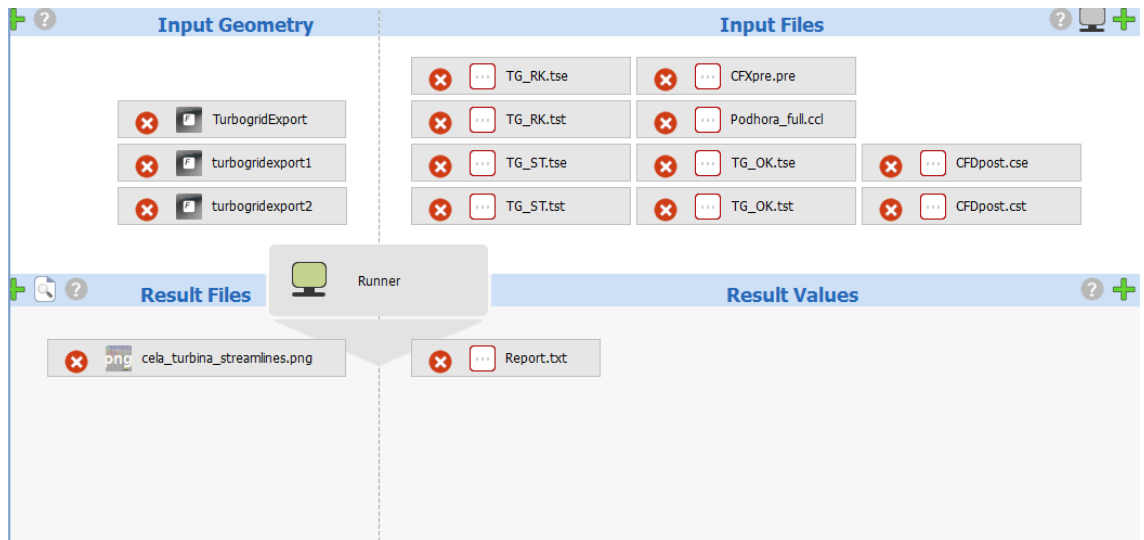 Input Geometry
Input Files
TG_RK.tse
CFXpre.pre
TurbogridExport
TG_RK.tst
Podhora_full.ccl
turbogridexport1
TG_ST.tse
TG_OK.tse
CFDpost.cse
turbogridexport2
TG_ST.tst
TG_OK.tst
CFDpost.cst
Runner
Result Files
Result Values
png
cela_turbina_streamlines.png
Report.txt